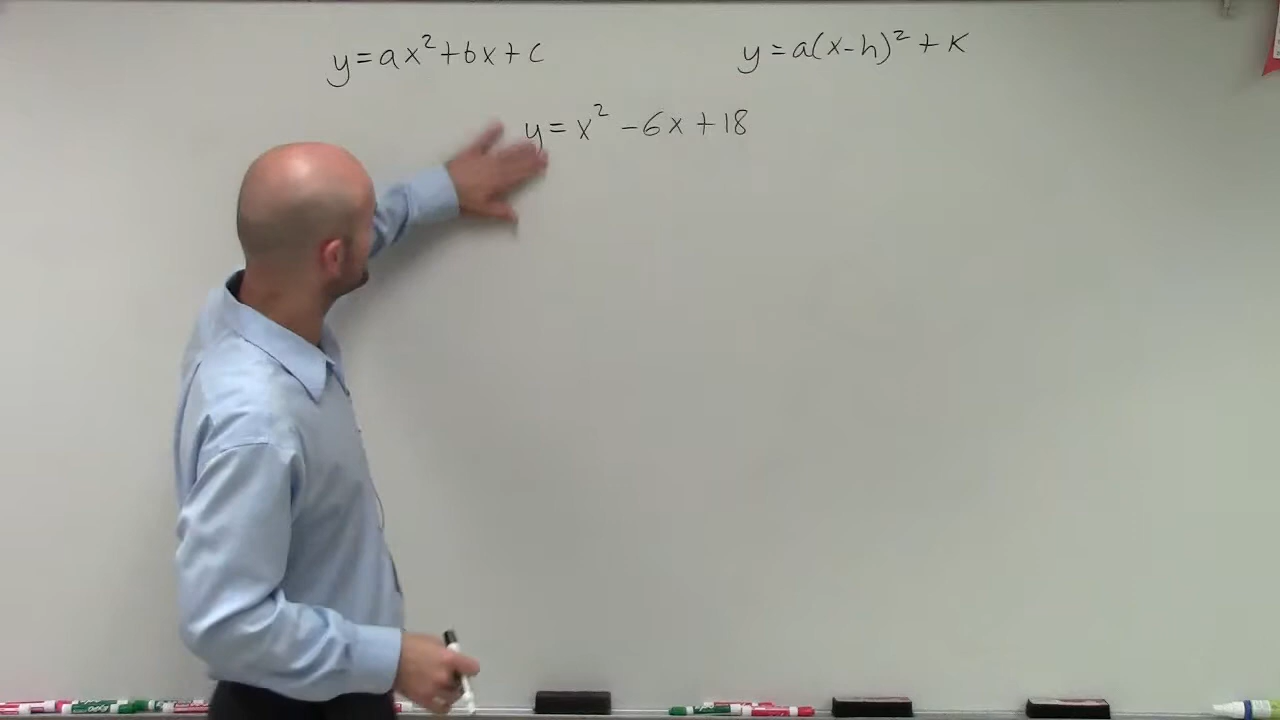 y=ax²+bx+c
y=a(x-h)²+k
y=x²-6x+18